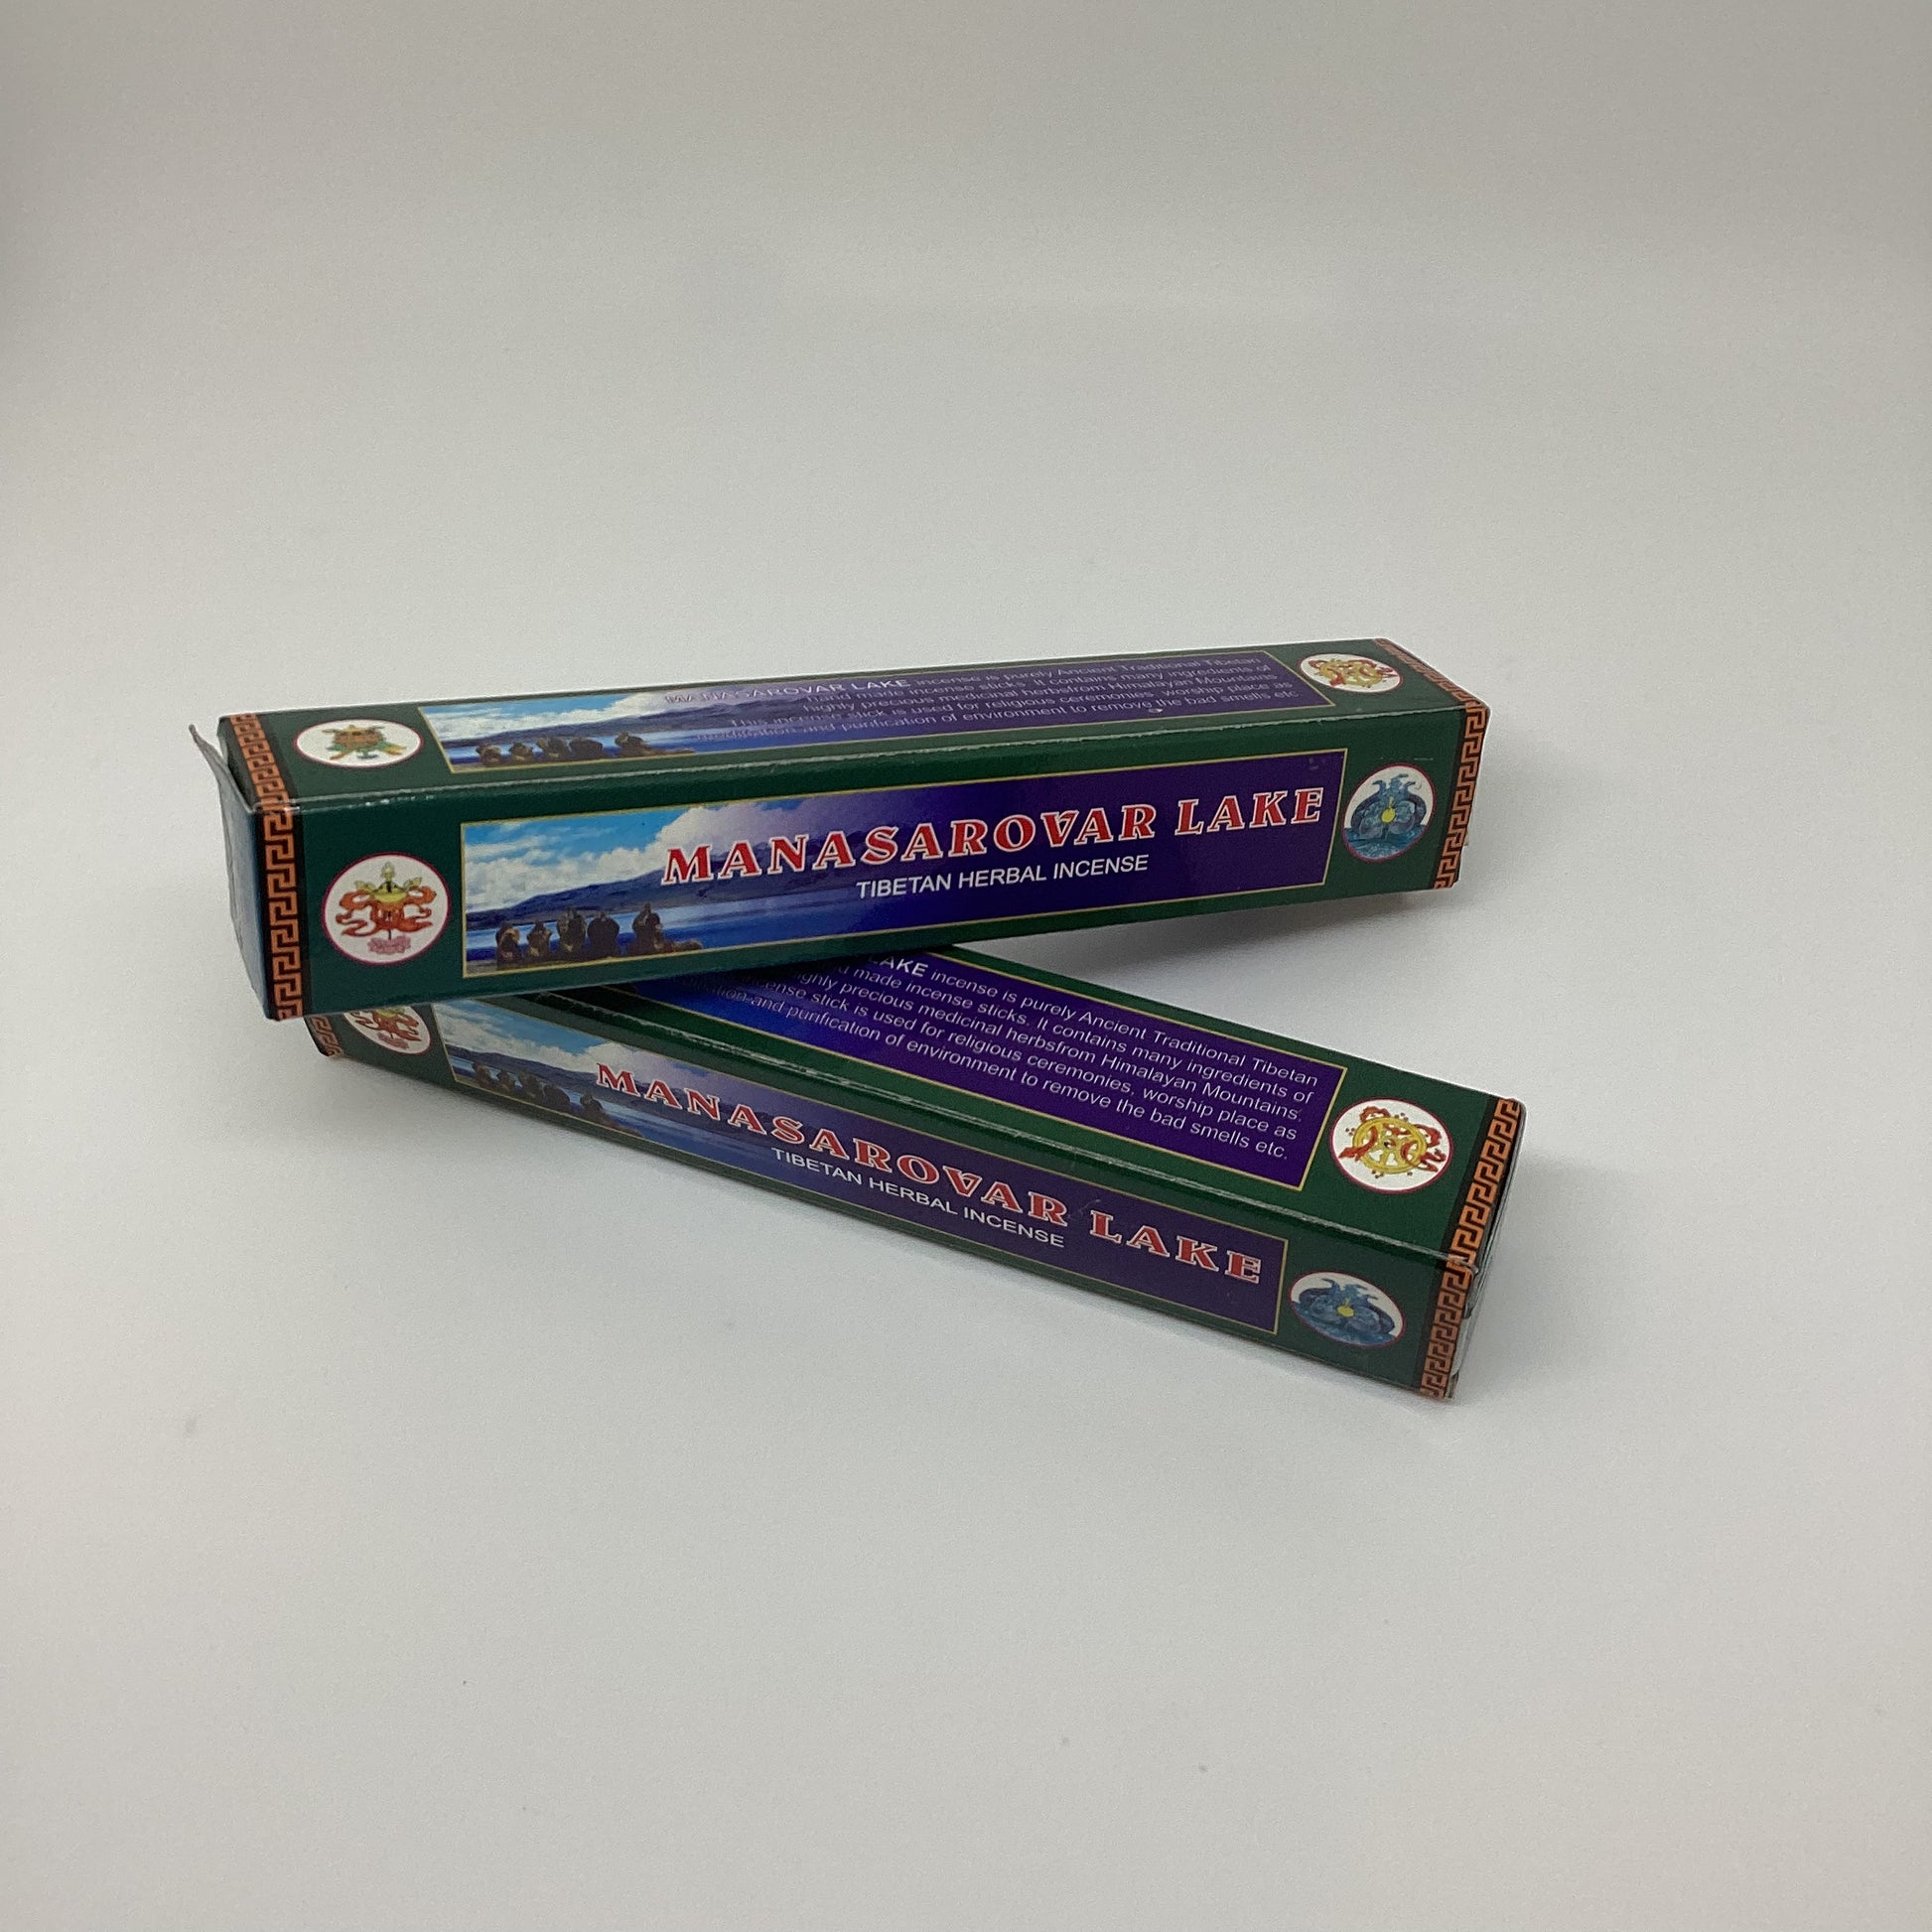 MANASAROVAR LAKE incense is purely Ancient Traditional Tibetan
hand made incense sticks. It contains many ingredients of
highly precious medicinal herbsfrom Himalayan Mountains.
This incense stick is used for religious ceremonies, worship place as
meditation and purification of environment to remove the bad smells etc.
MANASAROVAR LAKE
TIBETAN HERBAL INCENSE
LAKE incense is purely Ancient Traditional Tibetan
made incense sticks. It contains many ingredients of
highly precious medicinal herbsfrom Himalayan Mountains.
incense stick is used for religious ceremonies, worship place as
and purification of environment to remove the bad smells etc.
MANASAROVAR LAKE
TIBETAN HERBAL INCENSE